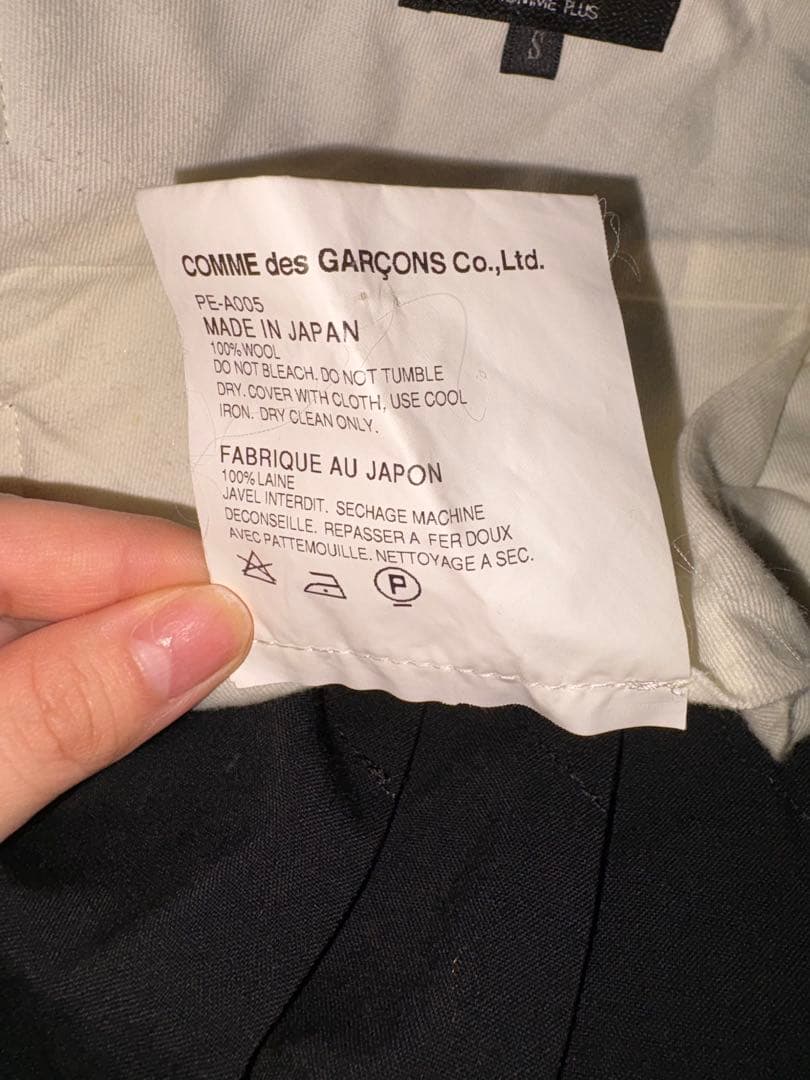 PLUS
S
COMME des GARÇONS Co.,Ltd.
PE-A005
MADE IN JAPAN
100% WOOL
DO NOT BLEACH. DO NOT TUMBLE
DRY. COVER WITH CLOTH, USE COOL
IRON. DRY CLEAN ONLY.
FABRIQUE AU JAPON
100% LAINE
JAVEL INTERDIT. SECHAGE MACHINE
DECONSEILLE. REPASSER A FER DOUX
AVEC PATTEMOUILLE. NETTOYAGE A SEC.
P